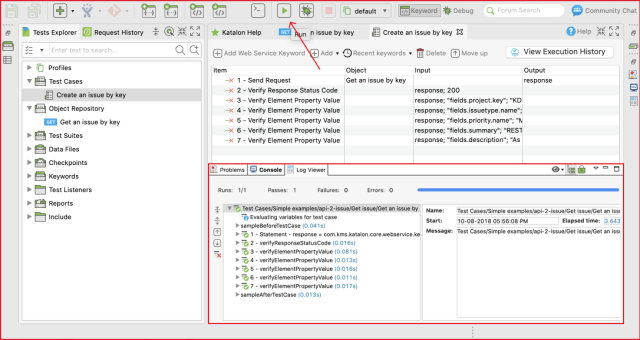 default
Keyword
Debug
Forum Search
Community Chat
Tests Explorer
Request History
Katalon Help
GET
n issue by key
Create an issue by key
Help
Run
Enter text to search...
Add Web Service Keyword
Add
Recent keywords
Delete
Move up
View Execution History
Item Object Input Output
1 - Send Request Get an issue by key response
2 - Verify Response Status Code response; 200
3 - Verify Element Property Value response; "fields.project.key"; "KD
4 - Verify Element Property Value response; "fields.issuetype.name";
5 - Verify Element Property Value response; "fields.priority.name"; "M
6 - Verify Element Property Value response; "fields.summary"; "REST
7 - Verify Element Property Value response; "fields.description"; "As
Profiles
Test Cases
Create an issue by key
Object Repository
GET Get an issue by key
Test Suites
Data Files
Checkpoints
Keywords
Test Listeners
Reports
Include
Problems
Console
Log Viewer
Runs: 1/1 Passes: 1 Failures: 0 Errors: 0
Test Cases/Simple examples/api-2-issue/Get issue/Get an issue by
Evaluating variables for test case
sampleBeforeTestCase (0.041s)
1 - Statement - response = com.kms.katalon.core.webservice.ke
2 - verifyResponseStatusCode (0.016s)
3 - verifyElementPropertyValue (0.081s)
4 - verifyElementPropertyValue (0.013s)
5 - verifyElementPropertyValue (0.013s)
6 - verifyElementPropertyValue (0.011s)
7 - verifyElementPropertyValue (0.017s)
sampleAfterTestCase (0.013s)
Name: Test Cases/Simple examples/api-2-issue/Get issue/Get an iss
Start: 10-08-2018 05:56:08 PM Elapsed time: 3.643
Message: Test Cases/Simple examples/api-2-issue/Get issue/Get an iss